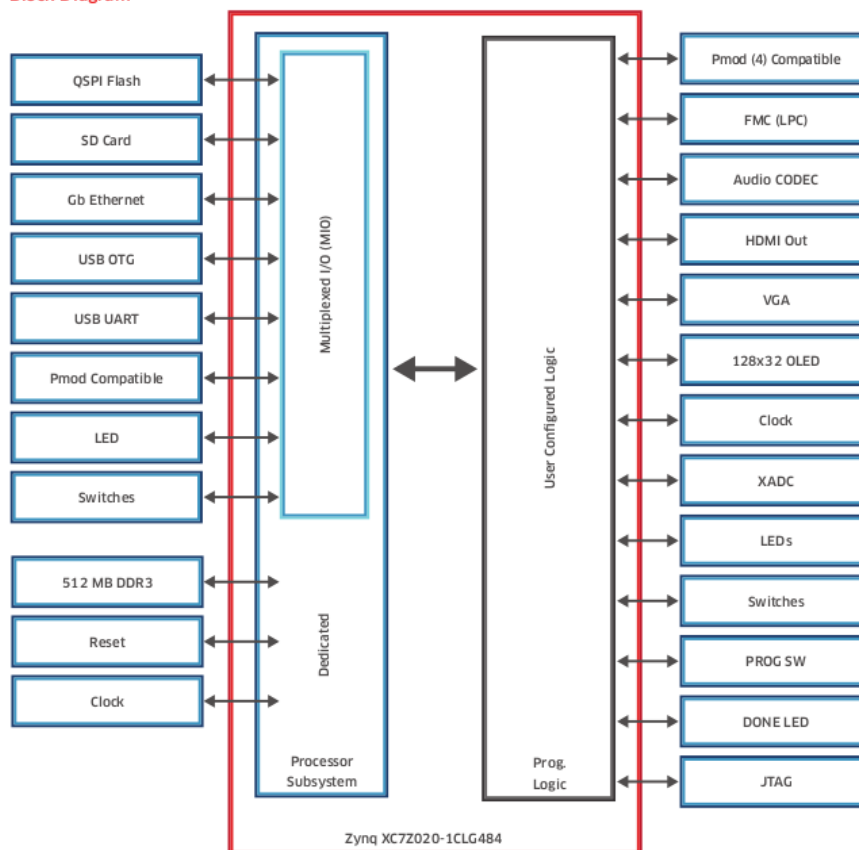 Block Diagram
QSPI Flash
SD Card
Gb Ethernet
USB OTG
USB UART
Pmod Compatible
LED
Switches
512 MB DDR3
Reset
Clock
Multiplexed I/O (MIO)
Dedicated
Processor
Subsystem
User Configured Logic
Prog.
Logic
Zynq XC7Z020-1CLG484
Pmod (4) Compatible
FMC (LPC)
Audio CODEC
HDMI Out
VGA
128x32 OLED
Clock
XADC
LEDs
Switches
PROG SW
DONE LED
JTAG